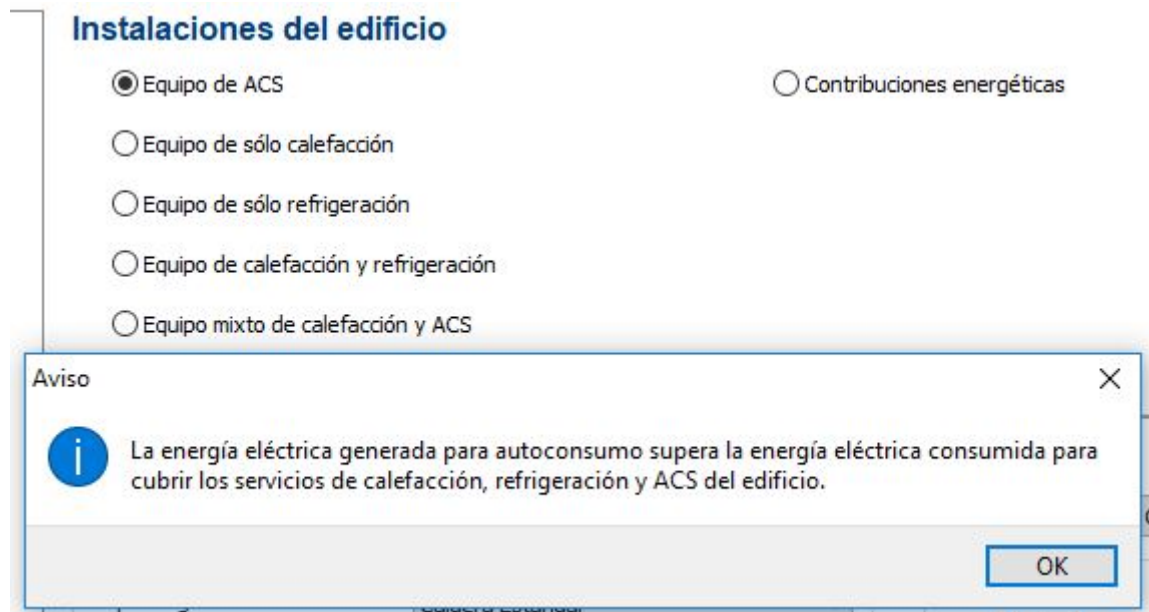 Instalaciones del edificio
Equipo de ACS
Contribuciones energéticas
Equipo de sólo calefacción
Equipo de sólo refrigeración
Equipo de calefacción y refrigeración
Equipo mixto de calefacción y ACS
Aviso
La energía eléctrica generada para autoconsumo supera la energía eléctrica consumida para
cubrir los servicios de calefacción, refrigeración y ACS del edificio.
OK